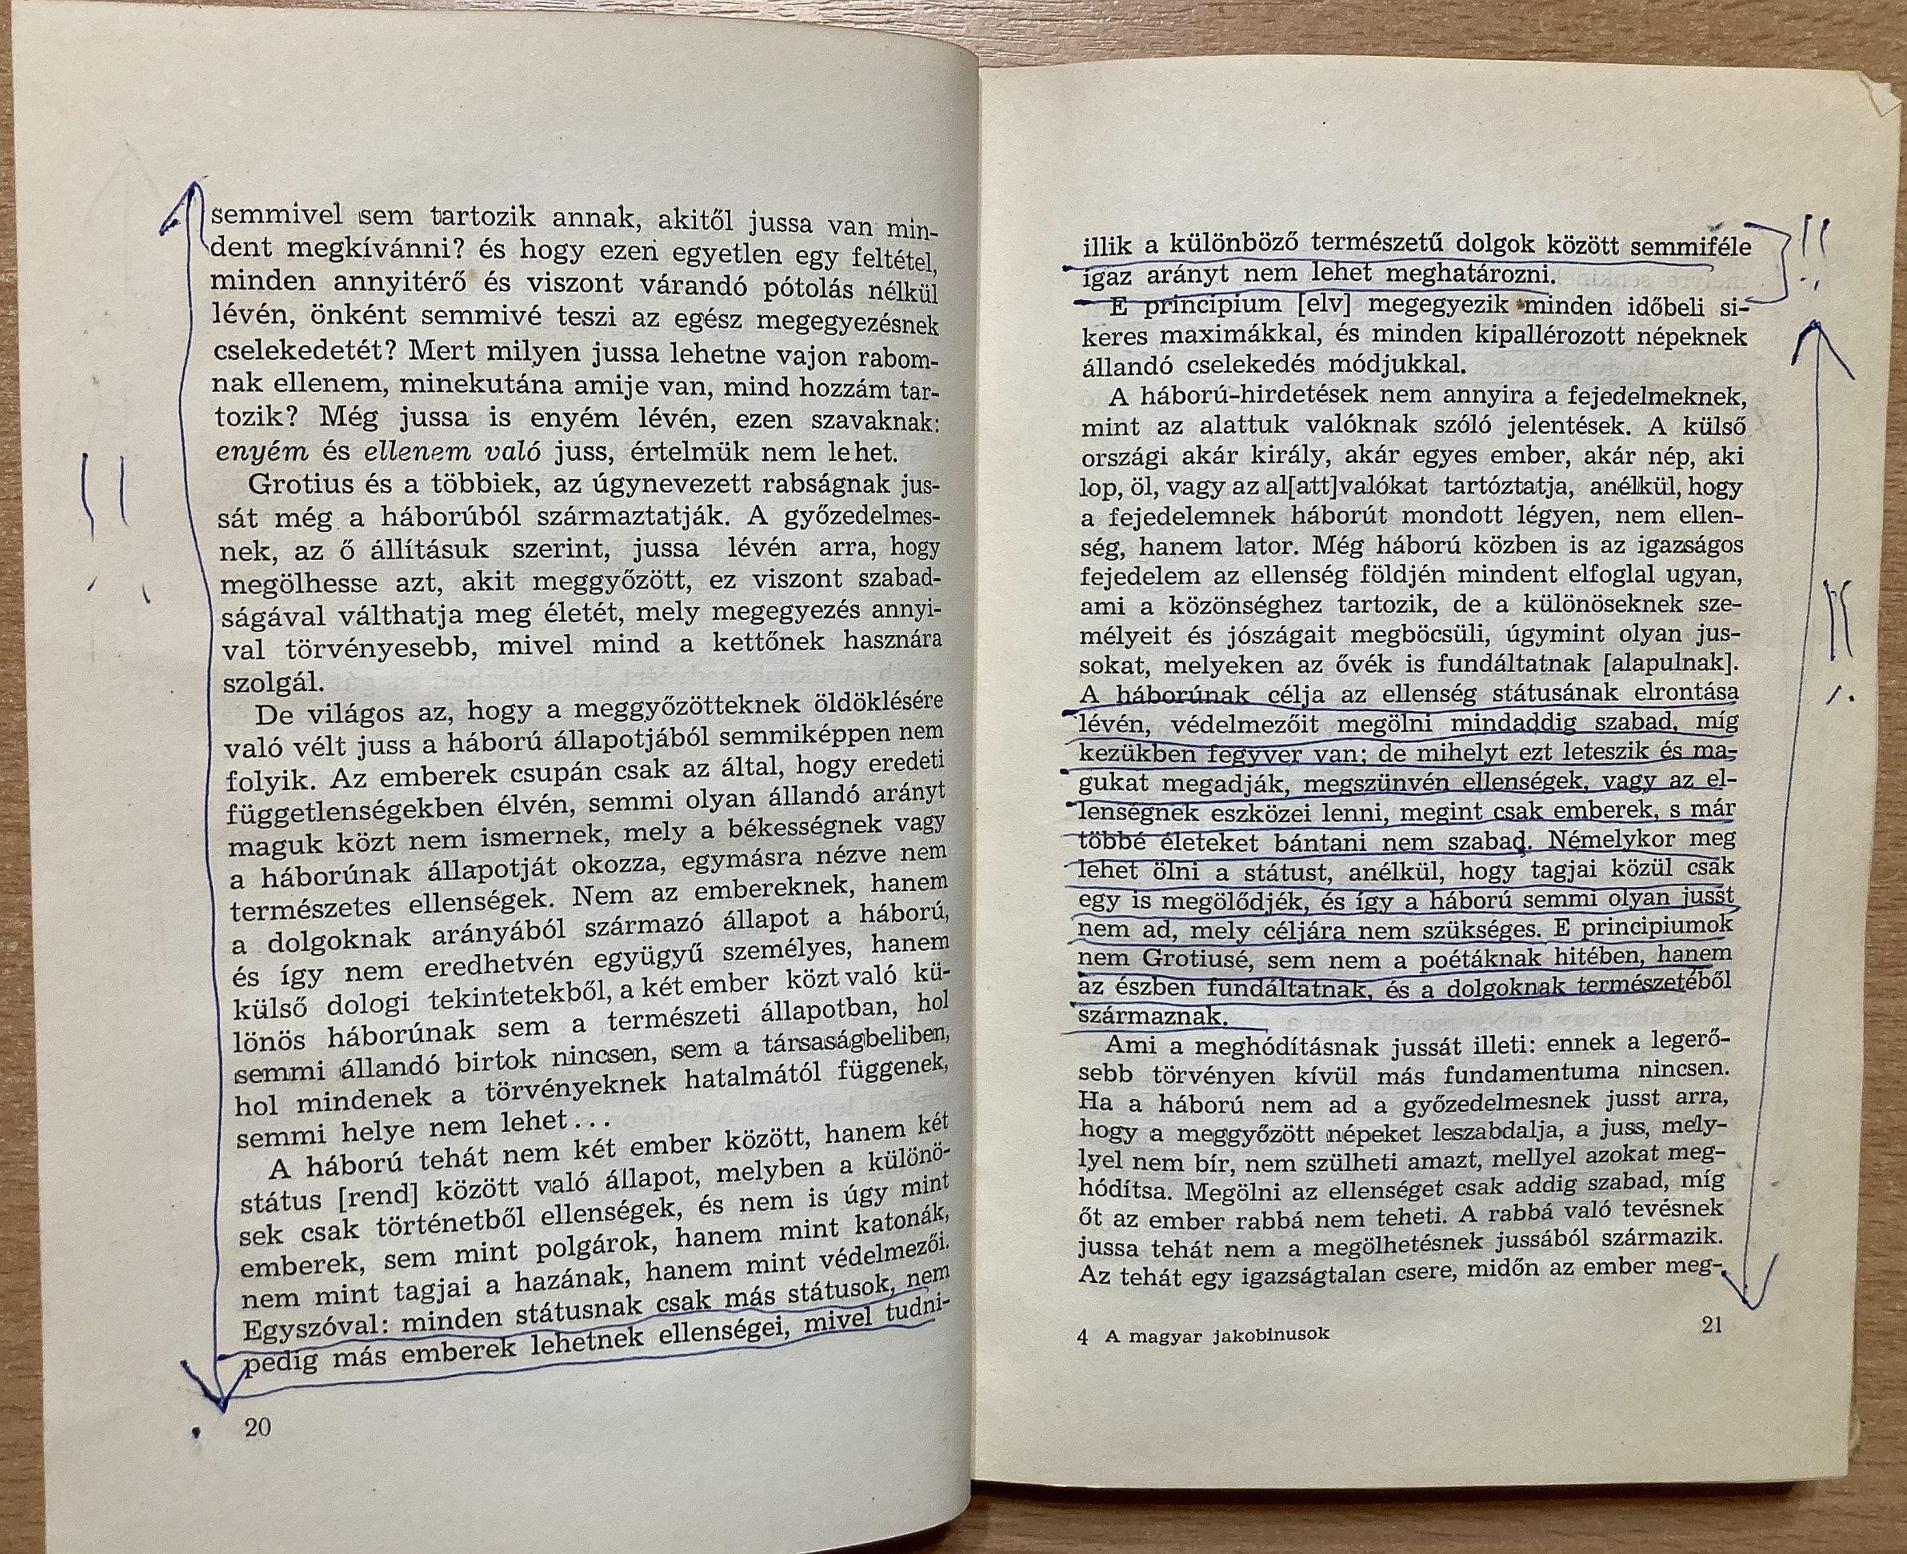 semmivel sem tartozik annak, akitől jussa van min-
dent megkívánni? és hogy ezen egyetlen egy feltétel,
minden annyitérő és viszont várandó pótolás nélkül
lévén, önként semmivé teszi az egész megegyezésnek
cselekedetét? Mert milyen jussa lehetne vajon rabom-
nak ellenem, minekutána amije van, mind hozzám tar-
tozik? Még jussa is enyém lévén, ezen szavaknak:
enyém és ellenem való juss, értelmük nem lehet.
Grotius és a többiek, az úgynevezett rabságnak jus-
sát még a háborúból származtatják. A győzedelmes-
nek, az ő állításuk szerint, jussa lévén arra, hogy
megölhesse azt, akit meggyőzött, ez viszont szabad-
ságával válthatja meg életét, mely megegyezés annyi-
val törvényesebb, mivel mind a kettőnek hasznára
szolgál.
De világos az, hogy a meggyőzötteknek öldöklésére
való vélt juss a háború állapotjából semmiképpen nem
folyik. Az emberek csupán csak az által, hogy eredeti
függetlenségekben élvén, semmi olyan állandó arányt
maguk közt nem ismernek, mely a békességnek vagy
a háborúnak állapotját okozza, egymásra nézve nem
természetes ellenségek. Nem az embereknek, hanem
a dolgoknak arányából származó állapot a háború,
és így nem eredhetvén együgyű személyes, hanem
külső dologi tekintetekből, a két ember közt való kü-
lönös háborúnak sem a természeti állapotban, hol
semmi állandó birtok nincsen, sem a társaságbeliben,
hol mindenek a törvényeknek hatalmától függenek,
semmi helye nem lehet...
A háború tehát nem két ember között, hanem két
státus [rend] között való állapot, melyben a különö-
sek csak történetből ellenségek, és nem is úgy mint
emberek, sem mint polgárok, hanem mint katonák,
nem mint tagjai a hazának, hanem mint védelmezői.
Egyszóval: minden státusnak csak más státusok, nem
pedig más emberek lehetnek ellenségei, mivel tudni-
20
illik a különböző természetű dolgok között semmiféle
igaz arányt nem lehet meghatározni.
E principium [elv] megegyezik minden időbeli si-
keres maximákkal, és minden kipallérozott népeknek
állandó cselekedés módjukkal.
A háború-hirdetések nem annyira a fejedelmeknek,
mint az alattuk valóknak szóló jelentések. A külső
országi akár király, akár egyes ember, akár nép, aki
lop, öl, vagy az al[att]valókat tartóztatja, anélkül, hogy
a fejedelemnek háborút mondott légyen, nem ellen-
ség, hanem lator. Még háború közben is az igazságos
fejedelem az ellenség földjén mindent elfoglal ugyan,
ami a közönséghez tartozik, de a különöseknek sze-
mélyeit és jószágait megböcsüli, úgymint olyan jus-
sokat, melyeken az ővék is fundáltatnak [alapulnak].
A háborúnak célja az ellenség státusának elrontása
lévén, védelmezőit megölni mindaddig szabad, míg
kezükben fegyver van; de mihelyt ezt leteszik és ma-
gukat megadják, megszünvén ellenségek, vagy az el-
lenségnek eszközei lenni, megint csak emberek, s már
többé életeket bántani nem szabad. Némelykor meg
lehet ölni a státust, anélkül, hogy tagjai közül csak
egy is megölődjék, és így a háború semmi olyan jusst
nem ad, mely céljára nem szükséges. E principiumok
nem Grotiusé, sem nem a poétáknak hitében, hanem
az észben fundáltatnak, és a dolgoknak természetéből
származnak.
Ami a meghódításnak jussát illeti: ennek a legerő-
sebb törvényen kívül más fundamentuma nincsen.
Ha a háború nem ad a győzedelmesnek jusst arra,
hogy a meggyőzött népeket leszabdalja, a juss, mely-
lyel nem bír, nem szülheti amazt, mellyel azokat meg-
hódítsa. Megölni az ellenséget csak addig szabad, míg
őt az ember rabbá nem teheti. A rabbá való tevésnek
jussa tehát nem a megölhetésnek jussából származik.
Az tehát egy igazságtalan csere, midőn az ember meg-
4 A magyar jakobinusok
21
!!
!!
!!